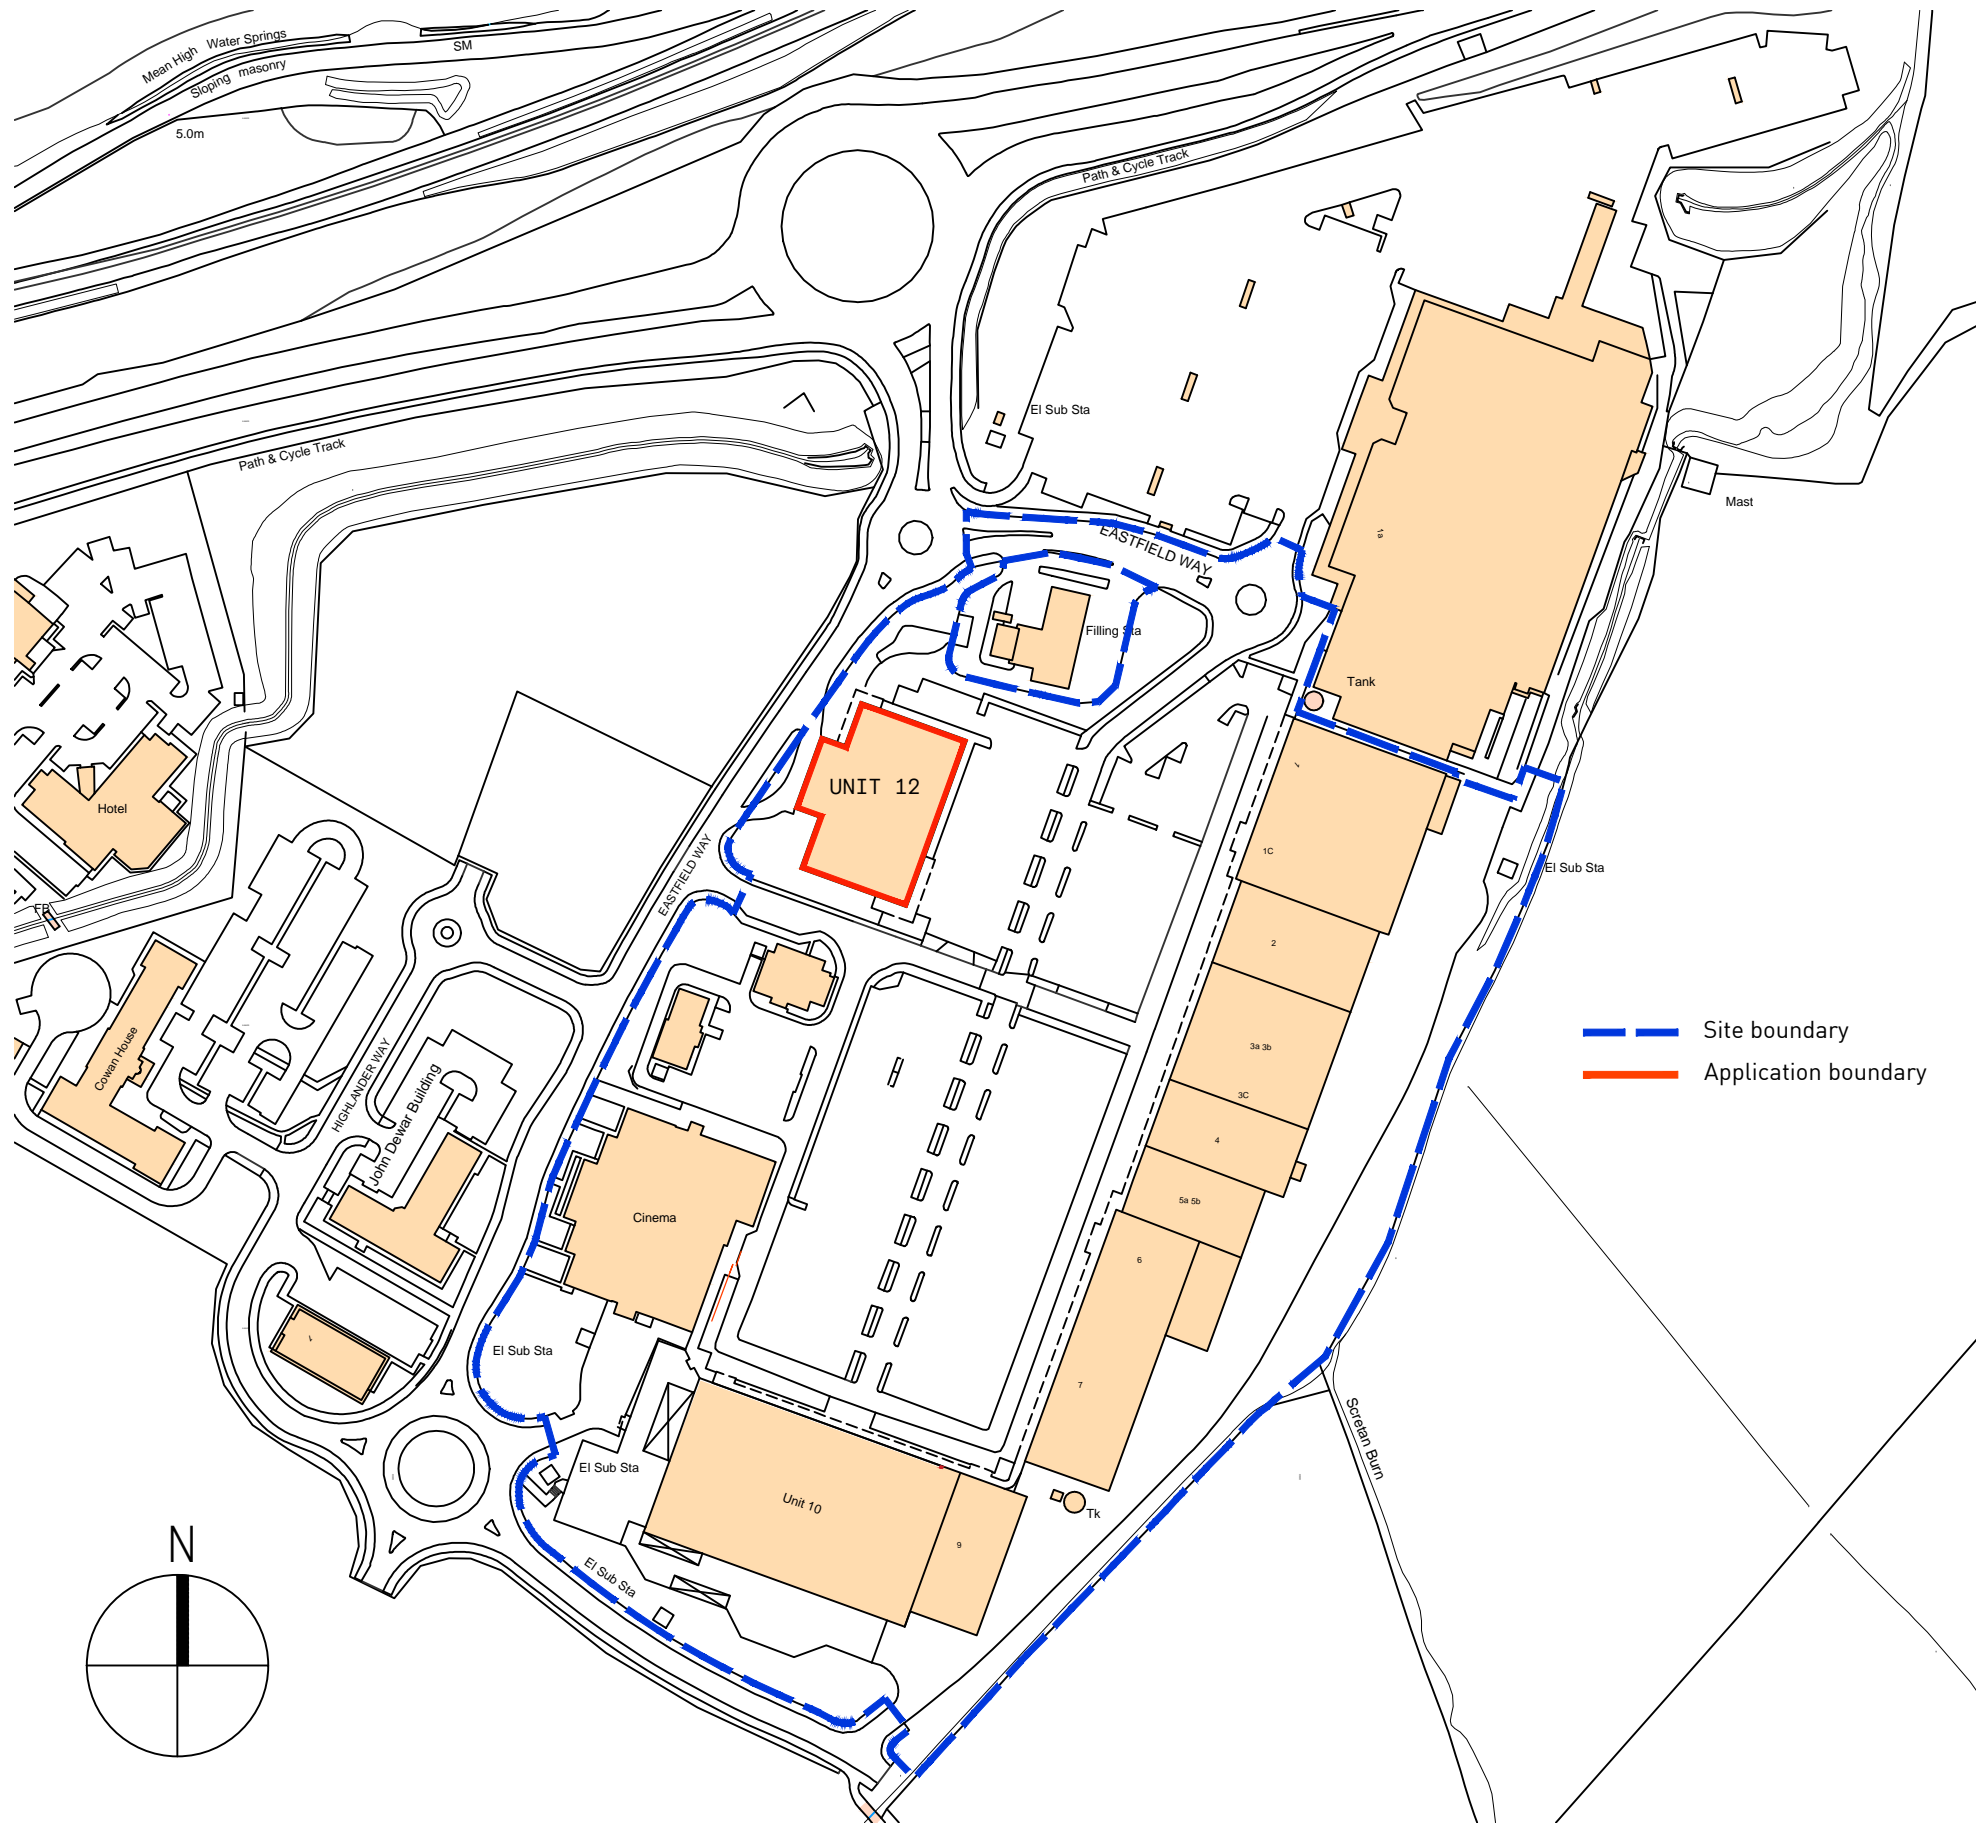 Mean High Water Springs
SM
Sloping masonry
5.0m
Path & Cycle Track
El Sub Sta
Path & Cycle Track
Mast
EASTFIELD WAY
1a
Filling Sta
Tank
UNIT 12
Hotel
1
1C
El Sub Sta
EASTFIELD WAY
FB
2
Site boundary
3a 3b
Cowan House
HIGHLANDER WAY
John Dewar Building
Application boundary
3C
4
5a 5b
Cinema
6
1
El Sub Sta
7
Scretan Burn
El Sub Sta
Unit 10
Tk
9
N
El Sub Sta